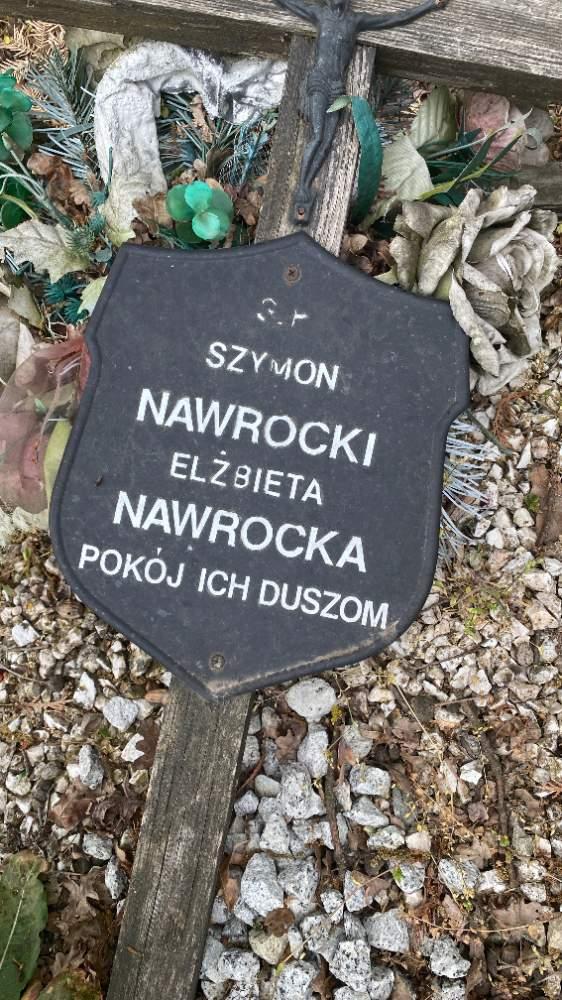 SZYMON
NAWROCKI
ELŻBIETA
NAWROCKA
POKÓJ ICH DUSZOM